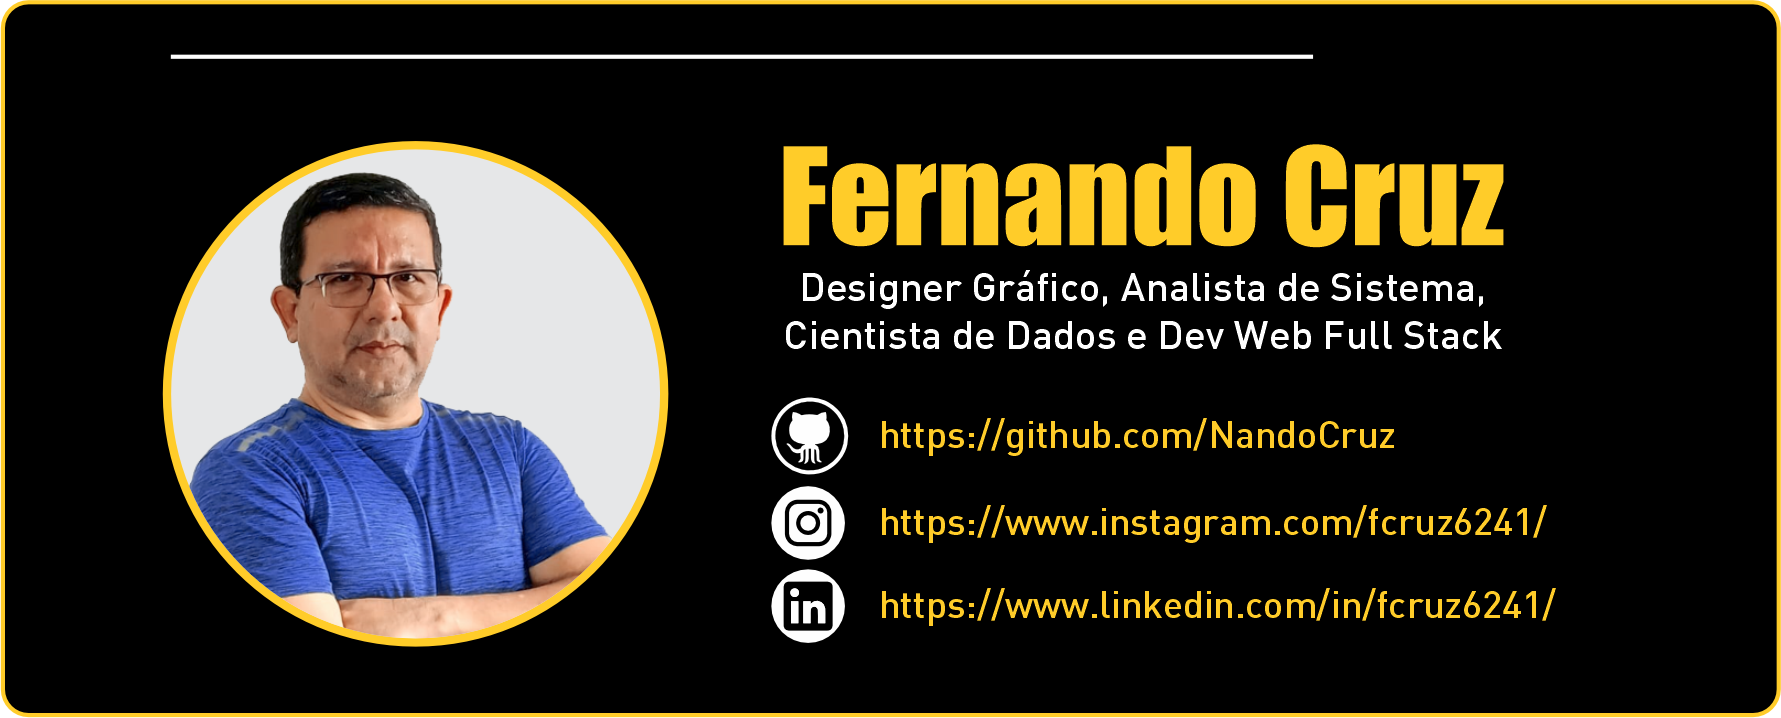 Fernando Cruz
Designer Gráfico, Analista de Sistema,
Cientista de Dados e Dev Web Full Stack
https://github.com/NandoCruz
https://www.instagram.com/fcruz6241/
in
https://www.linkedin.com/in/fcruz6241/